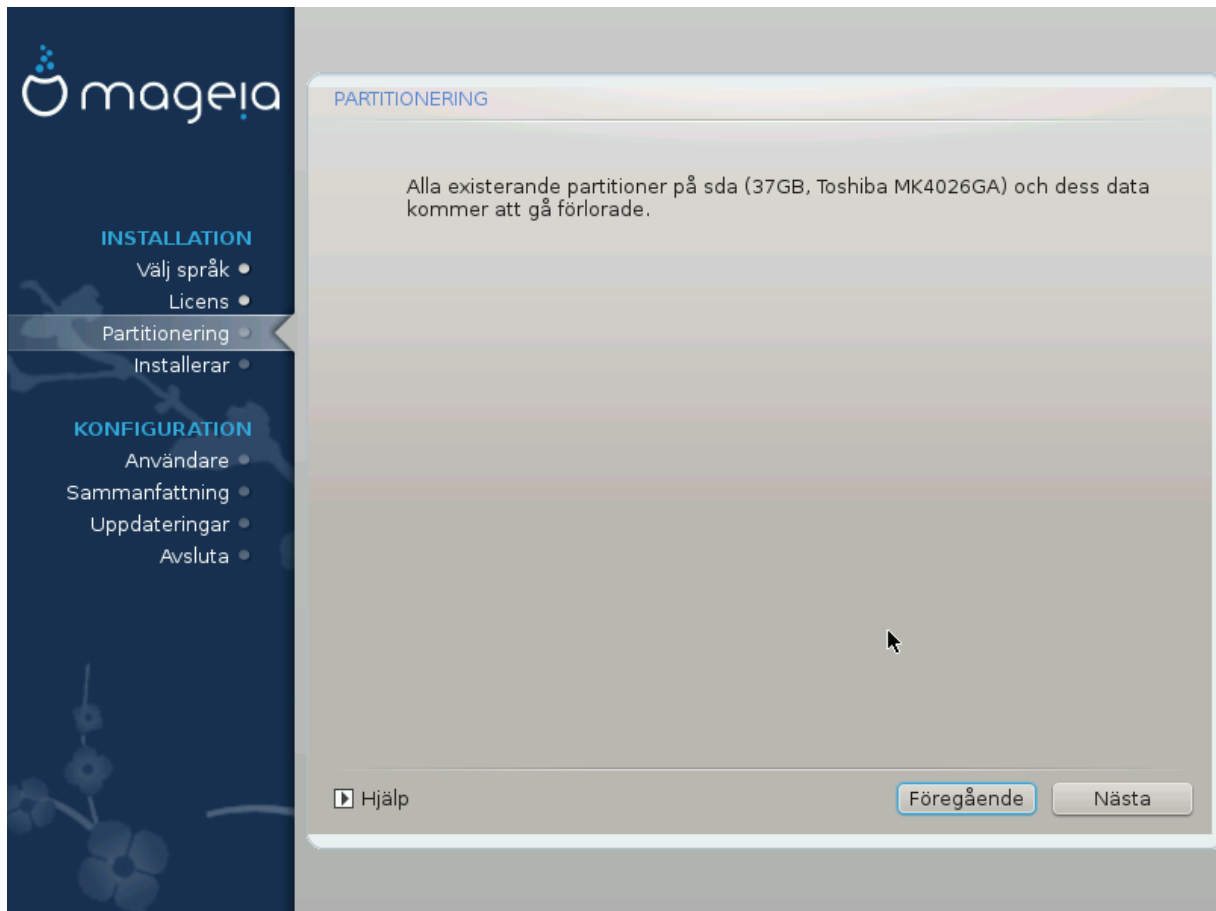 mageia
INSTALLATION
Välj språk
Licens
Partitionering
Installerar
KONFIGURATION
Användare
Sammanfattning
Uppdateringar
Avsluta
PARTITIONERING
Alla existerande partitioner på sda (37GB, Toshiba MK4026GA) och dess data
kommer att gå förlorade.
Hjälp
Föregående
Nästa